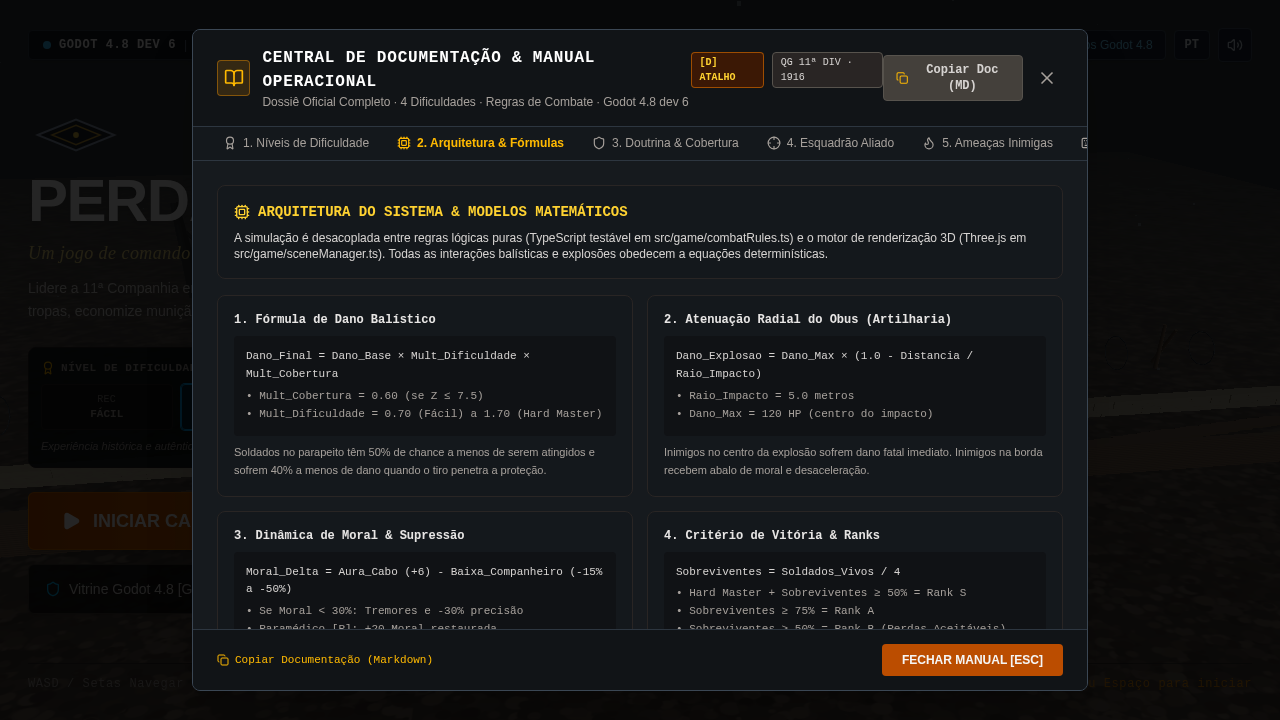 GODOT 4.8 DEV 6
Godot 4.8
PT
CENTRAL DE DOCUMENTAÇÃO & MANUAL
OPERACIONAL
Dossiê Oficial Completo · 4 Dificuldades · Regras de Combate · Godot 4.8 dev 6
[D]
ATALHO
QG 11ª DIV ·
1916
Copiar Doc
(MD)
1. Níveis de Dificuldade
2. Arquitetura & Fórmulas
3. Doutrina & Cobertura
4. Esquadrão Aliado
5. Ameaças Inimigas
ARQUITETURA DO SISTEMA & MODELOS MATEMÁTICOS
A simulação é desacoplada entre regras lógicas puras (TypeScript testável em src/game/combatRules.ts) e o motor de renderização 3D (Three.js em
src/game/sceneManager.ts). Todas as interações balísticas e explosões obedecem a equações determinísticas.
1. Fórmula de Dano Balístico
Dano_Final = Dano_Base × Mult_Dificuldade ×
Mult_Cobertura
• Mult_Cobertura = 0.60 (se Z ≤ 7.5)
• Mult_Dificuldade = 0.70 (Fácil) a 1.70 (Hard Master)
Soldados no parapeito têm 50% de chance a menos de serem atingidos e
sofrem 40% a menos de dano quando o tiro penetra a proteção.
2. Atenuação Radial do Obus (Artilharia)
Dano_Explosao = Dano_Max × (1.0 - Distancia /
Raio_Impacto)
• Raio_Impacto = 5.0 metros
• Dano_Max = 120 HP (centro do impacto)
Inimigos no centro da explosão sofrem dano fatal imediato. Inimigos na borda
recebem abalo de moral e desaceleração.
3. Dinâmica de Moral & Supressão
Moral_Delta = Aura_Cabo (+6) - Baixa_Companheiro (-15%
a -50%)
• Se Moral < 30%: Tremores e -30% precisão
• Paramédico [R]: +20 Moral restaurada
4. Critério de Vitória & Ranks
Sobreviventes = Soldados_Vivos / 4
• Hard Master + Sobreviventes ≥ 50% = Rank S
• Sobreviventes ≥ 75% = Rank A
• Sobreviventes ≥ 50% = Rank B (Perdas Aceitáveis)
Copiar Documentação (Markdown)
FECHAR MANUAL [ESC]
PERD
Um jogo de comando
Lidere a 11ª Companhia
tropas, economize
NÍVEL DE
REC
FÁCIL
Experiência histórica e
INICIAR CA
Vitrine Godot 4.8
WASD / Setas Navegar
Espaço para iniciar